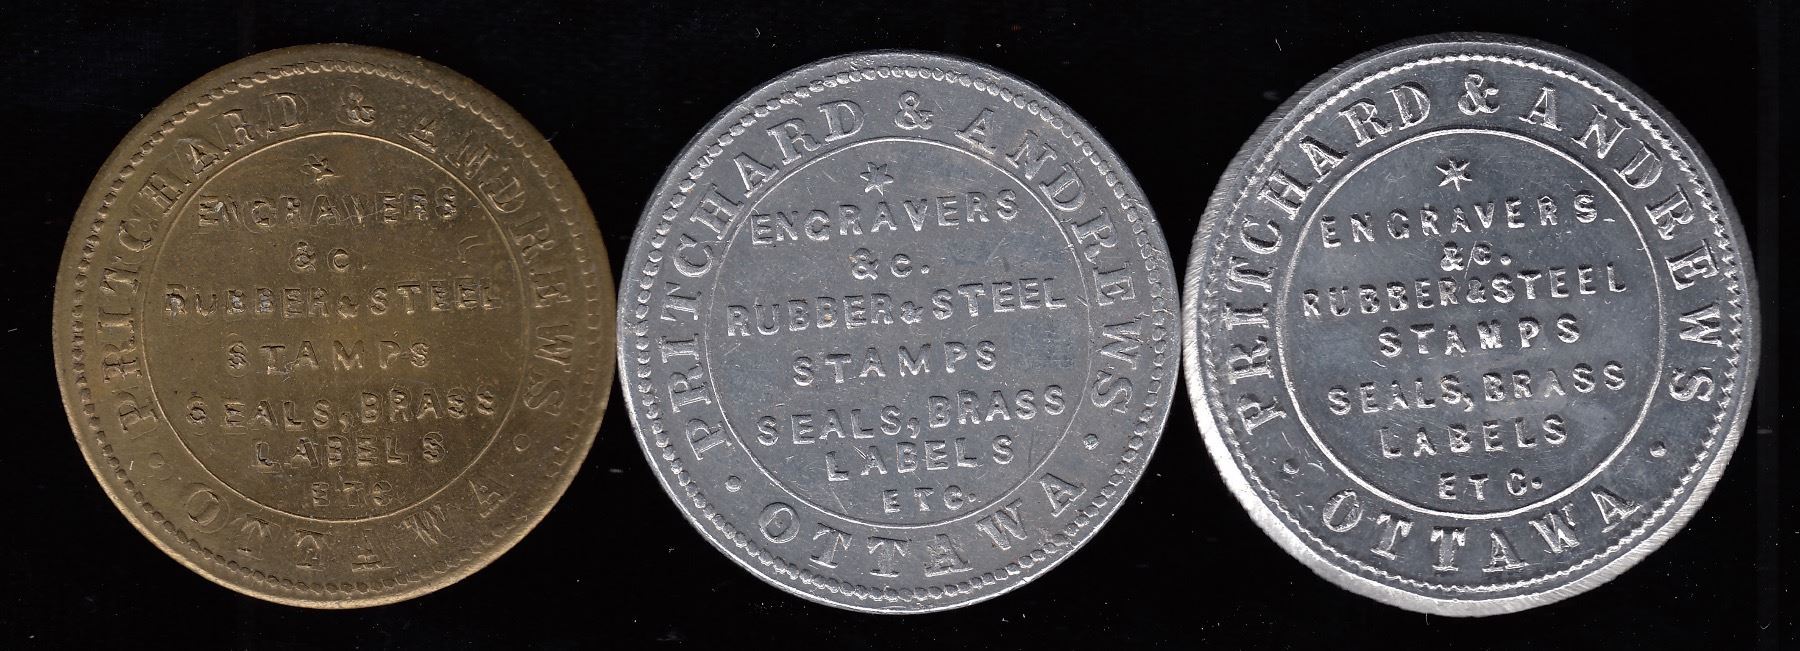 PRITCHARD & ANDREWS
ENGRAVERS
&C.
RUBBER & STEEL
STAMPS
SEALS, BRASS
LABELS
ETC.
OTTAWA
PRITCHARD & ANDREWS
ENGRAVERS
&C.
RUBBER & STEEL
STAMPS
SEALS, BRASS
LABELS
ETC.
OTTAWA
PRITCHARD & ANDREWS
ENGRAVERS
&C.
RUBBER & STEEL
STAMPS
SEALS, BRASS
LABELS
ETC.
OTTAWA